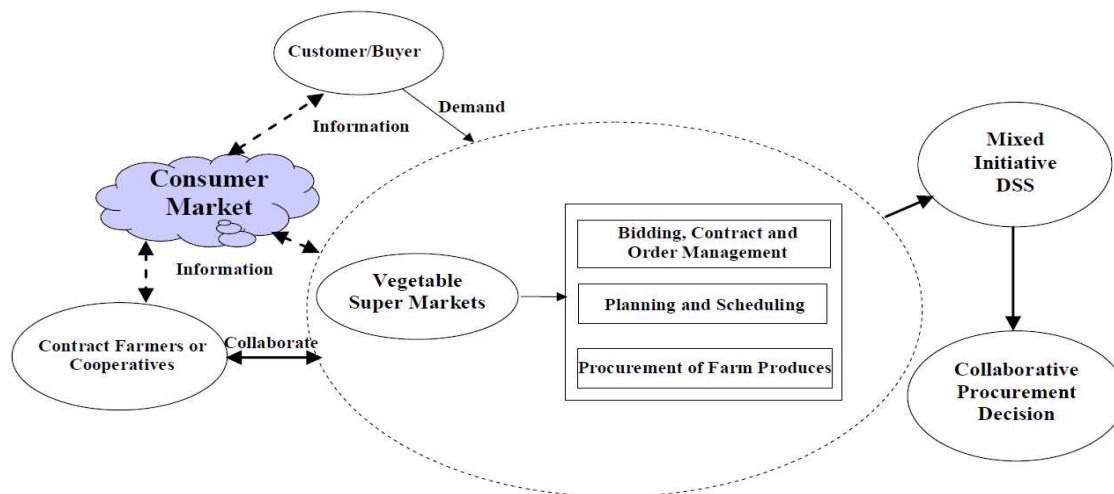 Customer/Buyer
Demand
Information
Consumer
Market
Information
Contract Farmers or
Cooperatives
Collaborate
Vegetable
Super Markets
Bidding, Contract and
Order Management
Planning and Scheduling
Procurement of Farm Produces
Mixed
Initiative
DSS
Collaborative
Procurement
Decision